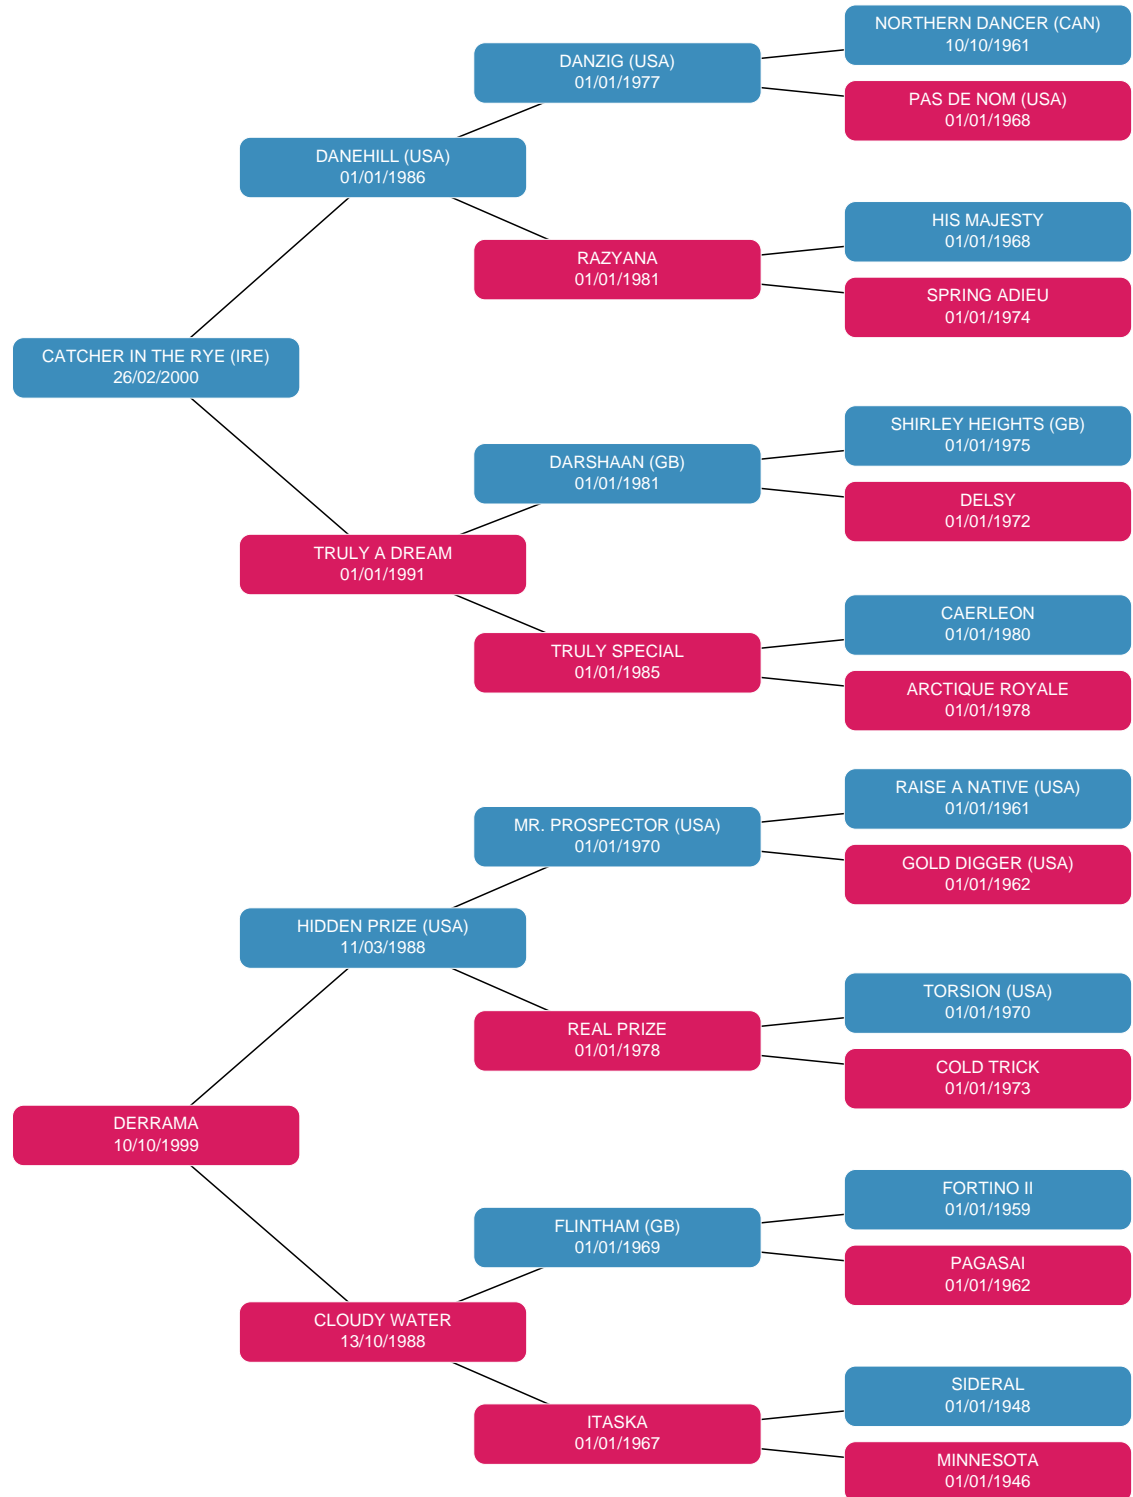 NORTHERN DANCER (CAN)
10/10/1961
DANZIG (USA)
01/01/1977
PAS DE NOM (USA)
01/01/1968
DANEHILL (USA)
01/01/1986
HIS MAJESTY
01/01/1968
RAZYANA
01/01/1981
SPRING ADIEU
01/01/1974
CATCHER IN THE RYE (IRE)
26/02/2000
SHIRLEY HEIGHTS (GB)
01/01/1975
DARSHAAN (GB)
01/01/1981
DELSY
01/01/1972
TRULY A DREAM
01/01/1991
CAERLEON
01/01/1980
TRULY SPECIAL
01/01/1985
ARCTIQUE ROYALE
01/01/1978
RAISE A NATIVE (USA)
01/01/1961
MR. PROSPECTOR (USA)
01/01/1970
GOLD DIGGER (USA)
01/01/1962
HIDDEN PRIZE (USA)
11/03/1988
TORSION (USA)
01/01/1970
REAL PRIZE
01/01/1978
COLD TRICK
01/01/1973
DERRAMA
10/10/1999
FORTINO II
01/01/1959
FLINTHAM (GB)
01/01/1969
PAGASAI
01/01/1962
CLOUDY WATER
13/10/1988
SIDERAL
01/01/1948
ITASKA
01/01/1967
MINNESOTA
01/01/1946